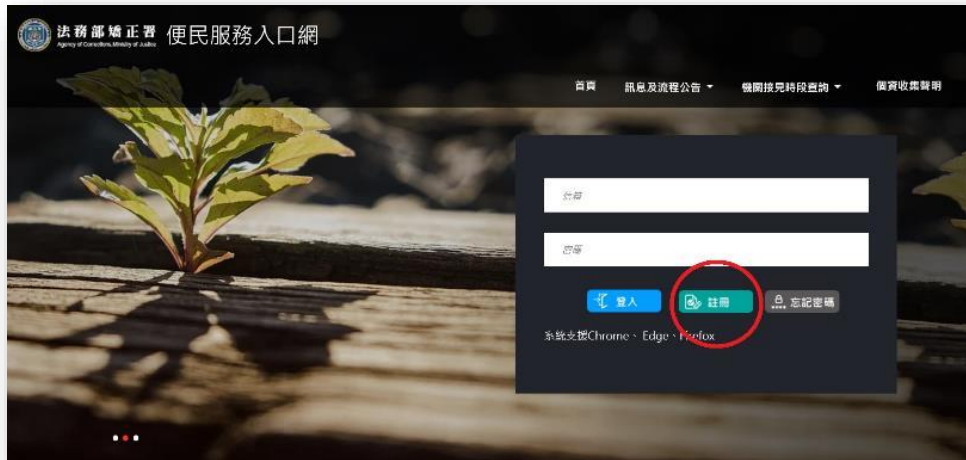 法務部矯正署 便民服務入口網
Agency of Corrections, Ministry of Justice
首頁 訊息及流程公告 機關接見時段查詢 個資收集聲明
信箱
密碼
登入 註冊 忘記密碼
系統支援Chrome、Edge、Firefox